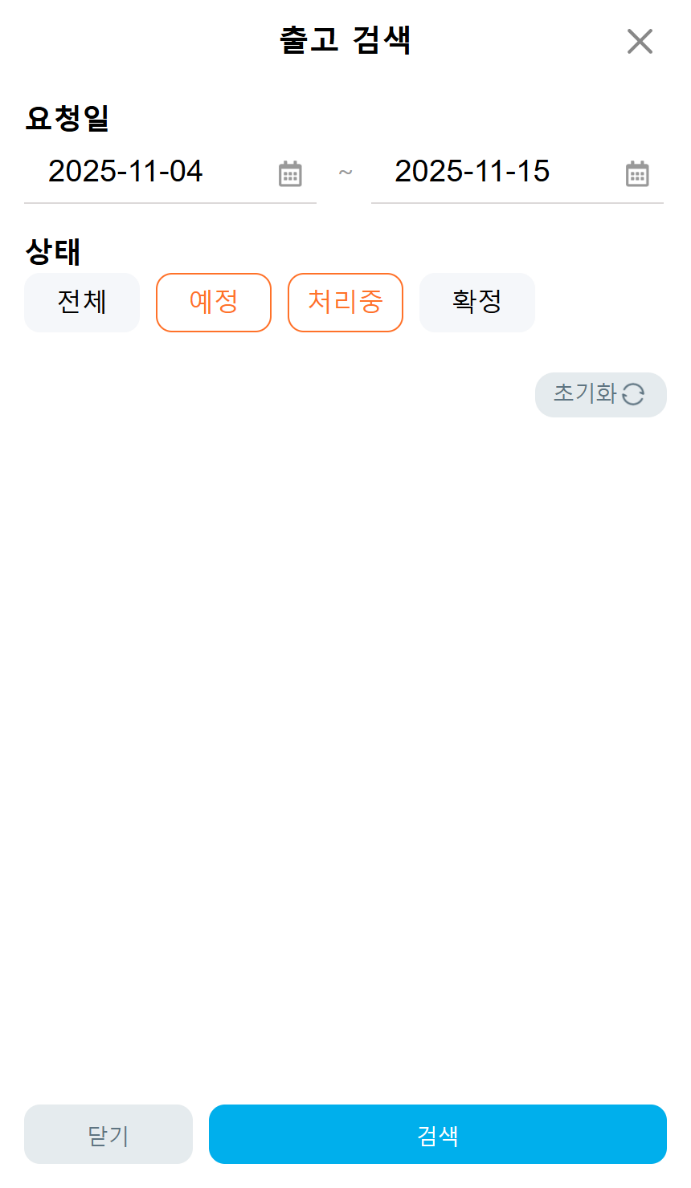 출고 검색
요청일
2025-11-04 ~ 2025-11-15
상태
전체 예정 처리중 확정
초기화
닫기 검색